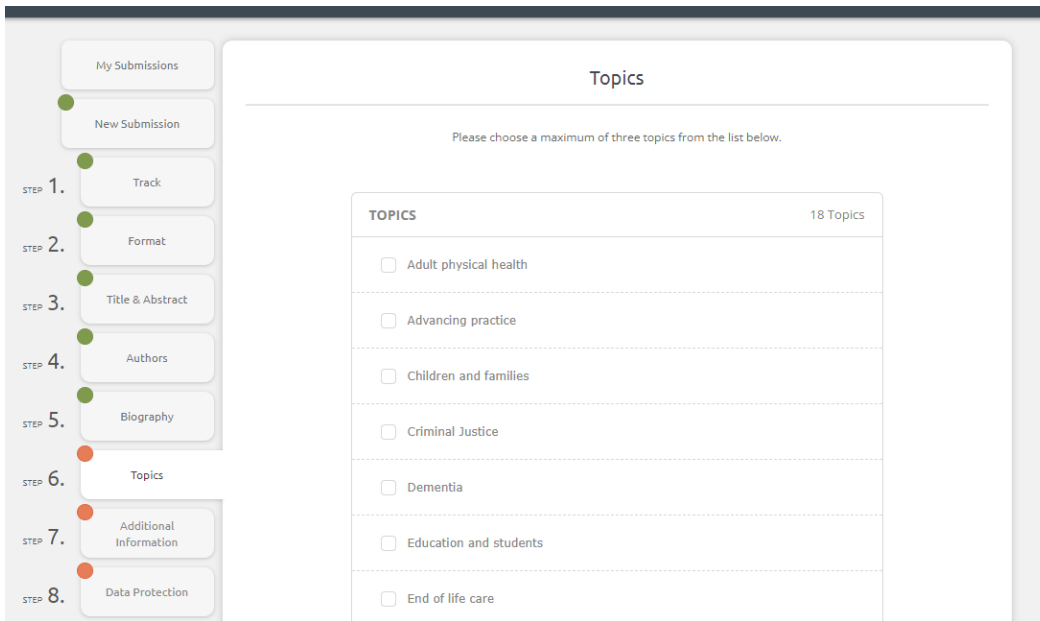 My Submissions
New Submission
STEP 1. Track
STEP 2. Format
STEP 3. Title & Abstract
STEP 4. Authors
STEP 5. Biography
STEP 6. Topics
STEP 7. Additional
Information
STEP 8. Data Protection
Topics
Please choose a maximum of three topics from the list below.
TOPICS 18 Topics
Adult physical health
Advancing practice
Children and families
Criminal Justice
Dementia
Education and students
End of life care